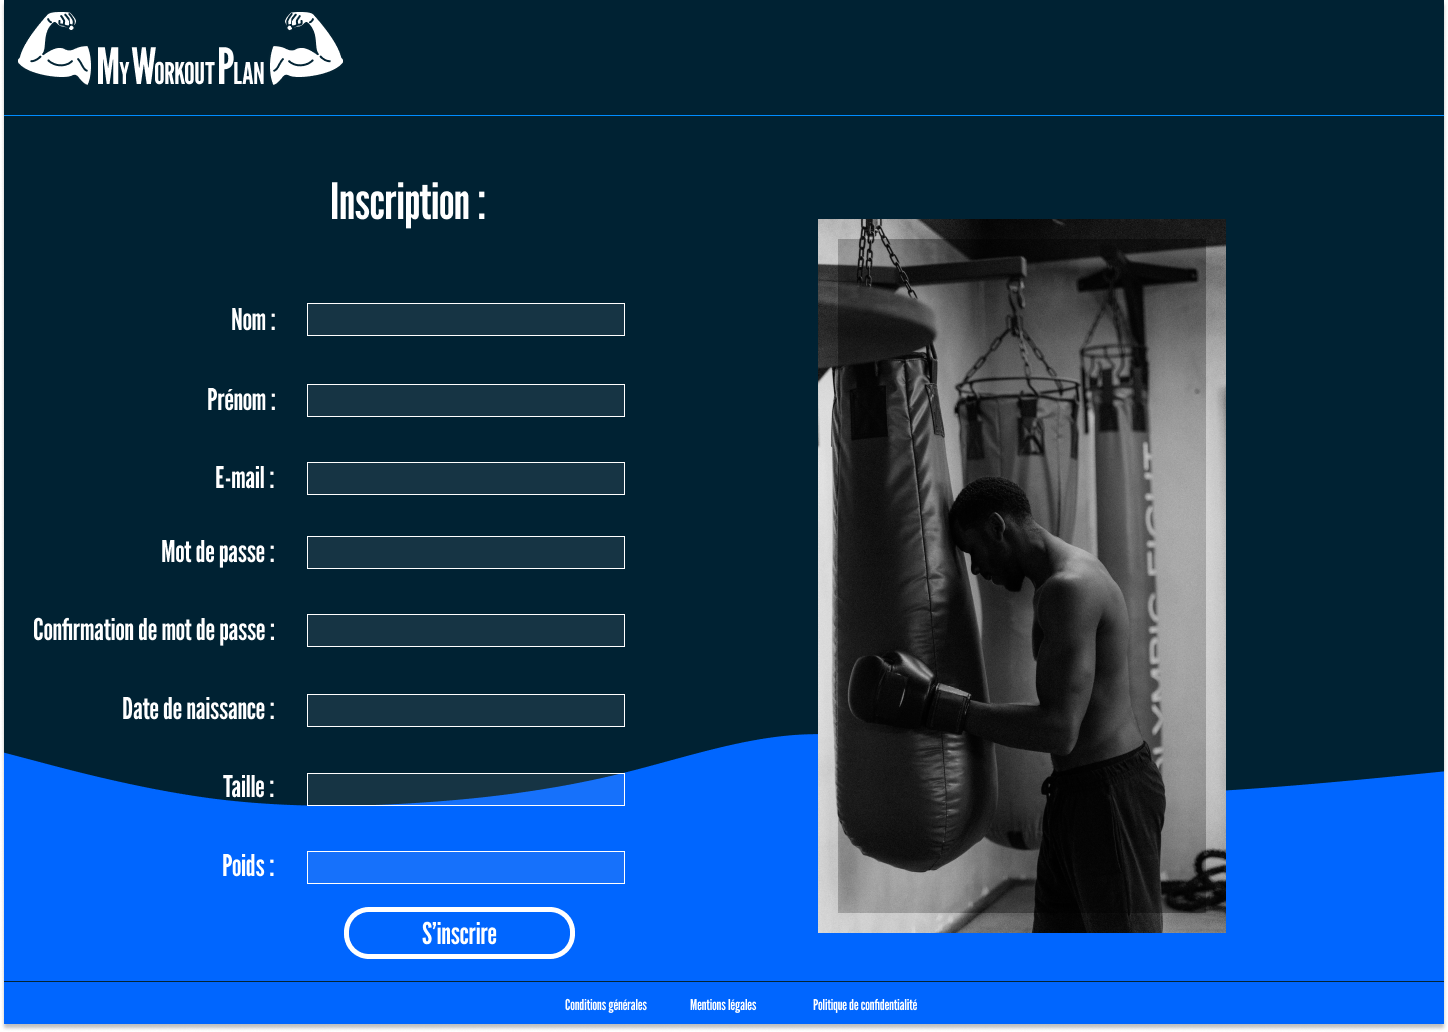 My Workout Plan
Inscription :
Nom :
Prénom :
E-mail :
Mot de passe :
Confirmation de mot de passe :
Date de naissance :
Taille :
Poids :
S'inscrire
Conditions générales Mentions légales Politique de confidentialité